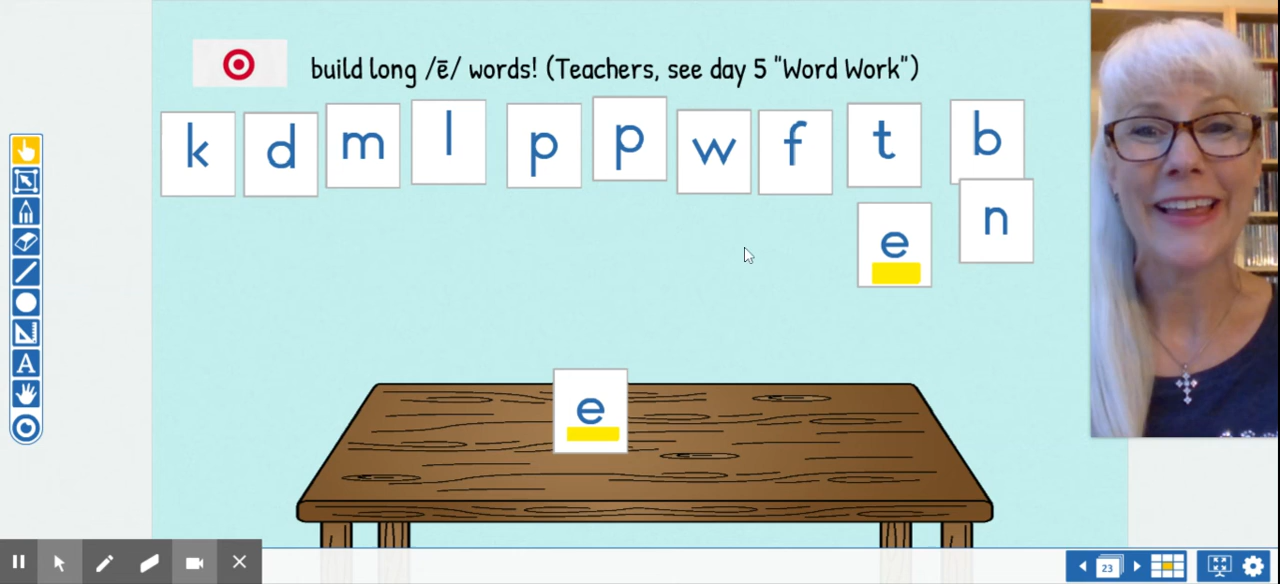 build long /ē/ words! (Teachers, see day 5 "Word Work")
k d m l p p w f t b
e n
e
A
23